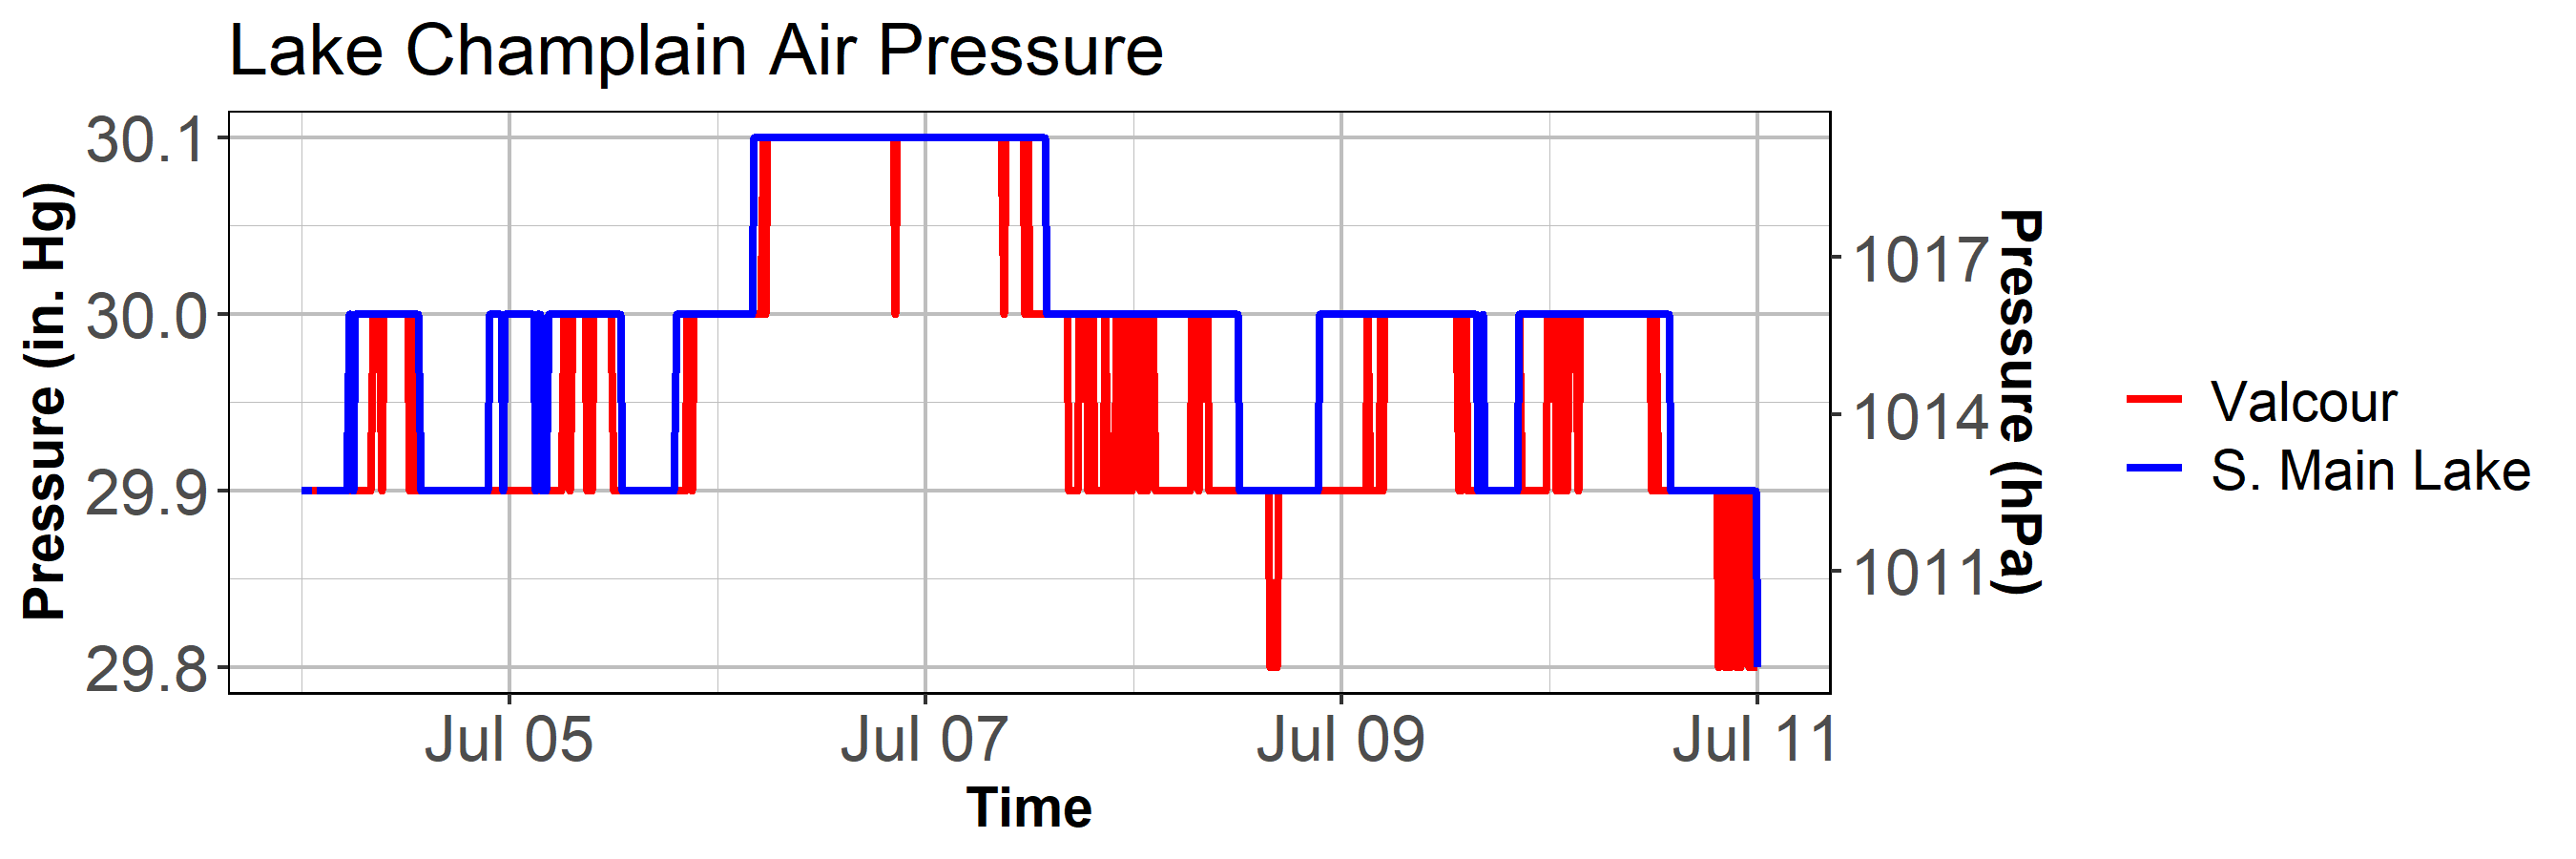 Lake Champlain Air Pressure
30.1
30.0
29.9
29.8
Pressure (in. Hg)
1017
1014
1011
Pressure (hPa)
Jul 05 Jul 07 Jul 09 Jul 11
Time
Valcour
S. Main Lake